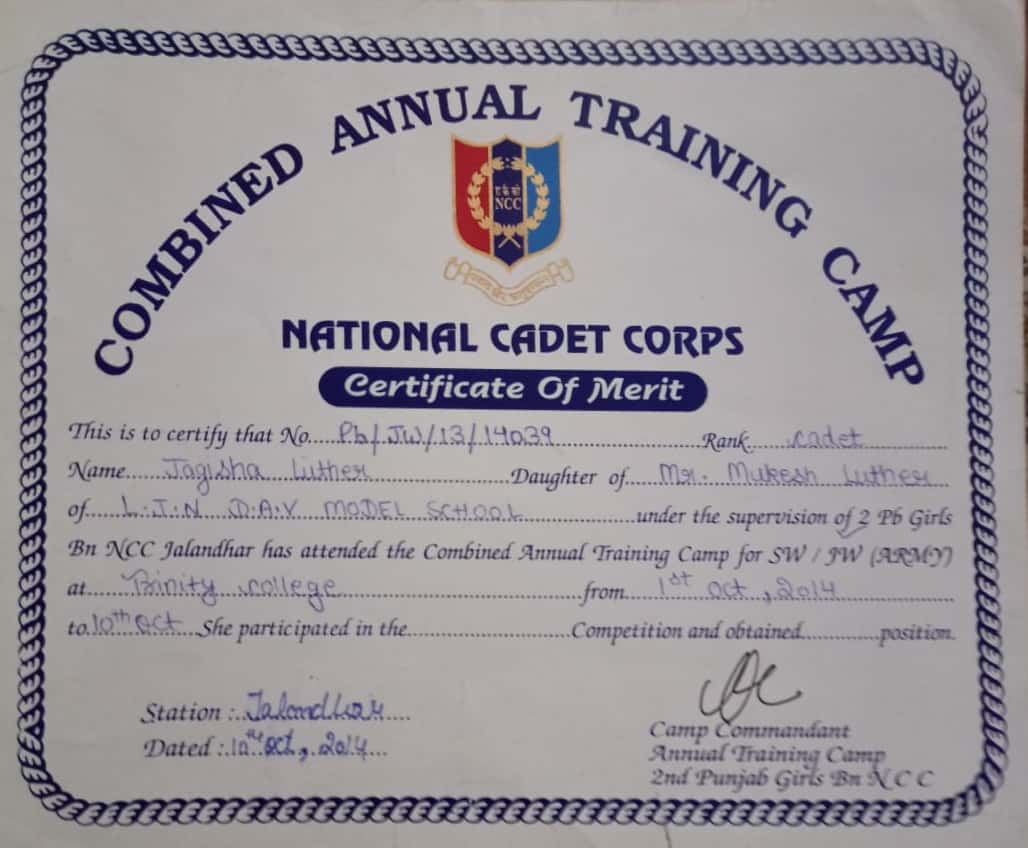 COMBINED ANNUAL TRAINING CAMP
NCC
NATIONAL CADET CORPS
Certificate Of Merit
This is to certify that No.....Pb/JW/13/14039..........Rank.....cadet..........
Name.....Jagisha Luther..........Daughter of.....Mr. Mukesh Luther.....
of.....L.J.N D.A.V MODEL SCHOOL..........under the supervision of 2 Pb Girls
Bn NCC Jalandhar has attended the Combined Annual Training Camp for SW / JW (ARMY)
at.....Trinity college..........from.....1st Oct, 2014..........
to.10th Oct...She participated in the..........Competition and obtained..........position.
Station :..Jalandhar....
Dated :.10th Oct, 2014...
Camp Commandant
Annual Training Camp
2nd Punjab Girls Bn N C C